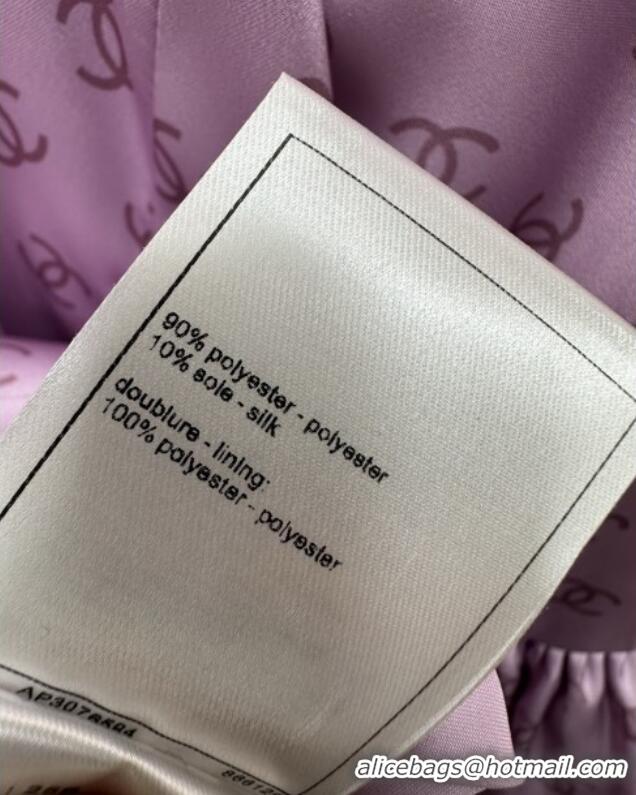 90% polyester - polyester
10% soie - silk
doublure - lining:
100% polyester - polyester
alicebags@hotmail.com